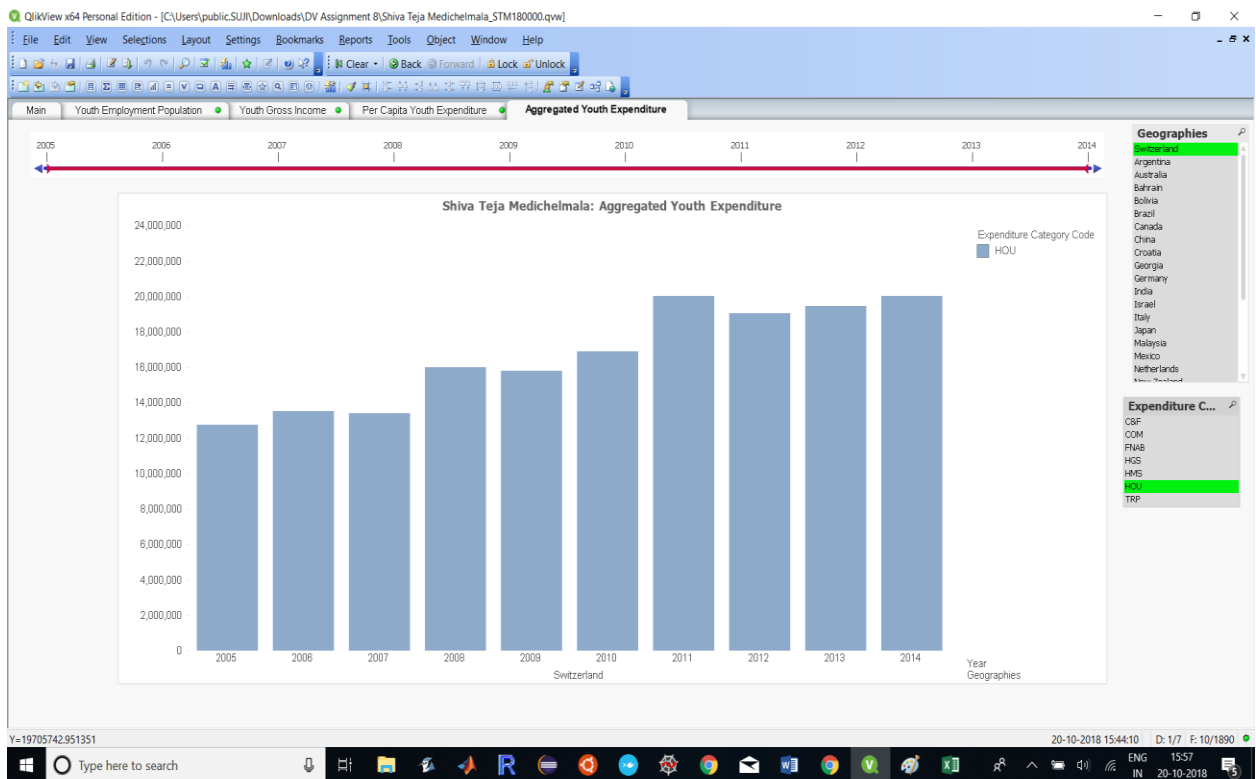 QlikView x64 Personal Edition - [C:\Users\public.SUJI\Downloads\DV Assignment 8\Shiva Teja Medichelmala_STM180000.qvw]
File Edit View Selections Layout Settings Bookmarks Reports Tools Object Window Help
Clear Back Forward Lock Unlock
Main Youth Employment Population Youth Gross Income Per Capita Youth Expenditure Aggregated Youth Expenditure
2005 2006 2007 2008 2009 2010 2011 2012 2013 2014
Shiva Teja Medichelmala: Aggregated Youth Expenditure
24,000,000
22,000,000
20,000,000
18,000,000
16,000,000
14,000,000
12,000,000
10,000,000
8,000,000
6,000,000
4,000,000
2,000,000
0
2005 2006 2007 2008 2009 2010 2011 2012 2013 2014
Switzerland
Year
Geographies
Expenditure Category Code
HOU
Geographies
Switzerland
Argentina
Australia
Bahrain
Bolivia
Brazil
Canada
China
Croatia
Georgia
Germany
India
Israel
Italy
Japan
Malaysia
Mexico
Netherlands
New Zealand
Expenditure C...
C&F
COM
FNAB
HGS
HMS
HOU
TRP
Y=19705742.951351
20-10-2018 15:44:10 D: 1/7 F: 10/1890
Type here to search
ENG 15:57
IN 20-10-2018
5